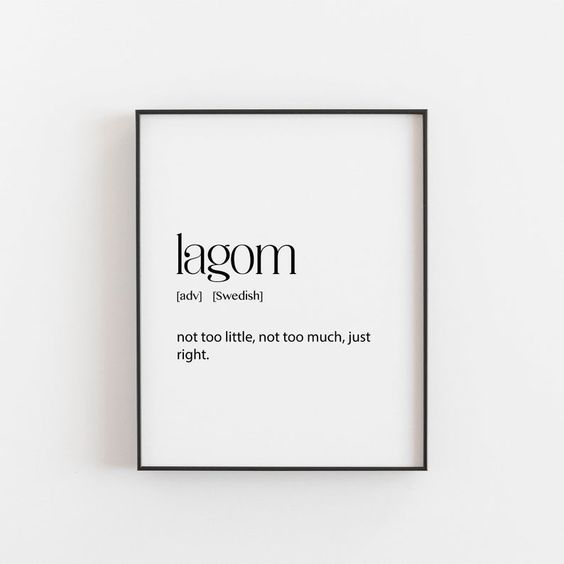 lagom
[adv] [Swedish]
not too little, not too much, just
right.